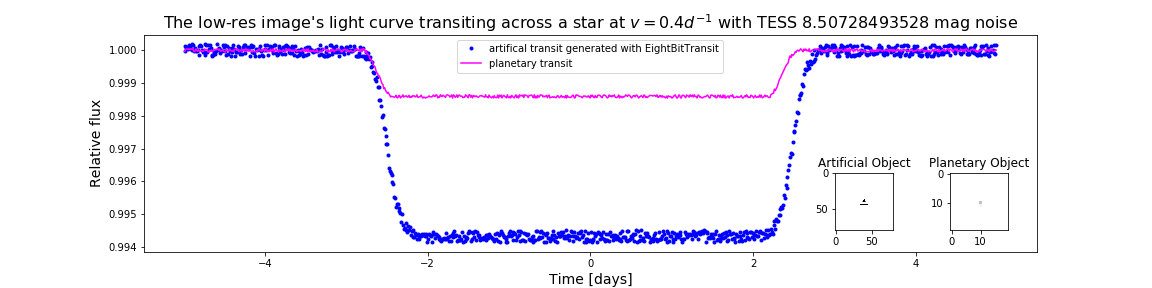 The low-res image's light curve transiting across a star at v = 0.4d⁻¹ with TESS 8.50728493528 mag noise
artifical transit generated with EightBitTransit
planetary transit
Relative flux
1.000
0.999
0.998
0.997
0.996
0.995
0.994
Artificial Object
0
50
0 50
Planetary Object
0
10
0 10
−4 −2 0 2 4
Time [days]